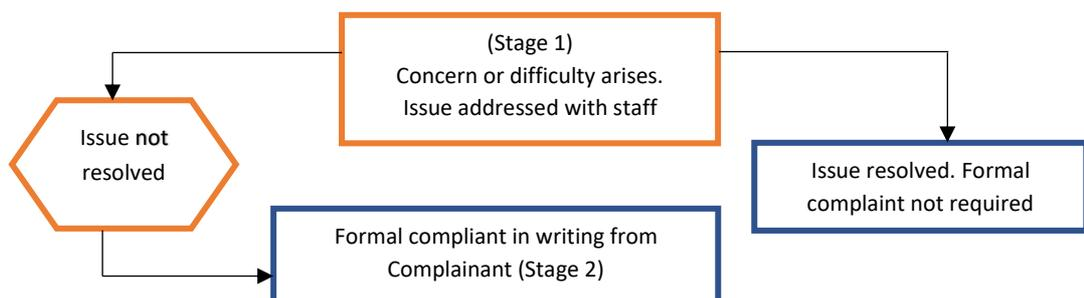 (Stage 1)
Concern or difficulty arises.
Issue addressed with staff
Issue not
resolved
Issue resolved. Formal
complaint not required
Formal compliant in writing from
Complainant (Stage 2)